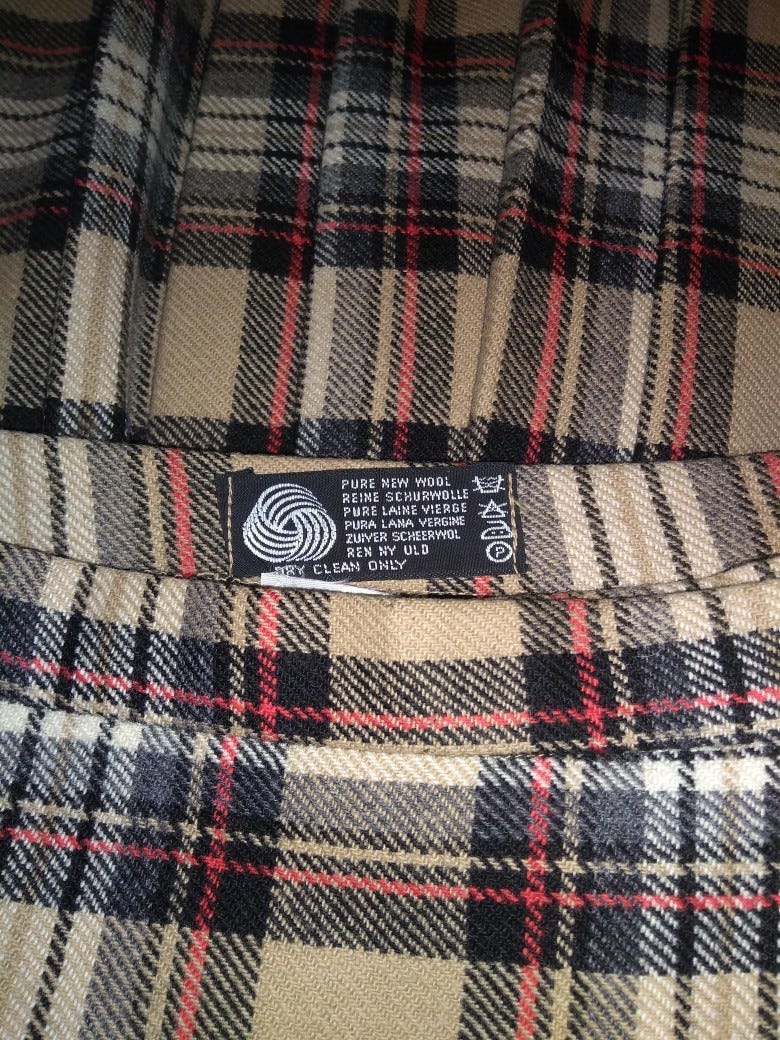 PURE NEW WOOL
REINE SCHURWOLLE
PURE LAINE VIERGE
PURA LANA VERGINE
ZUIVER SCHEERWOL
REN NY ULD
DRY CLEAN ONLY
P